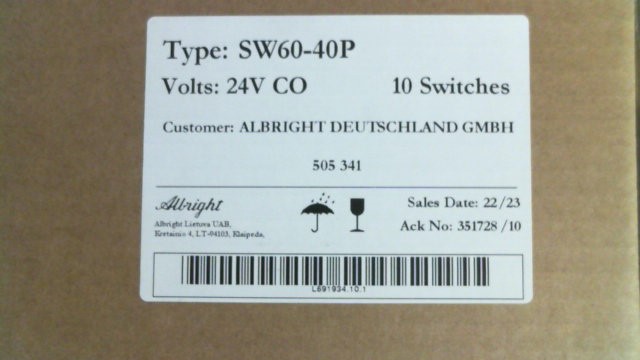 Type: SW60-40P
Volts: 24V CO 10 Switches
Customer: ALBRIGHT DEUTSCHLAND GMBH
505 341
Albright
Albright Lietuva UAB,
Kretainio 4, LT-94103, Klaipeda,
Sales Date: 22/23
Ack No: 351728 /10
L691934.10.1